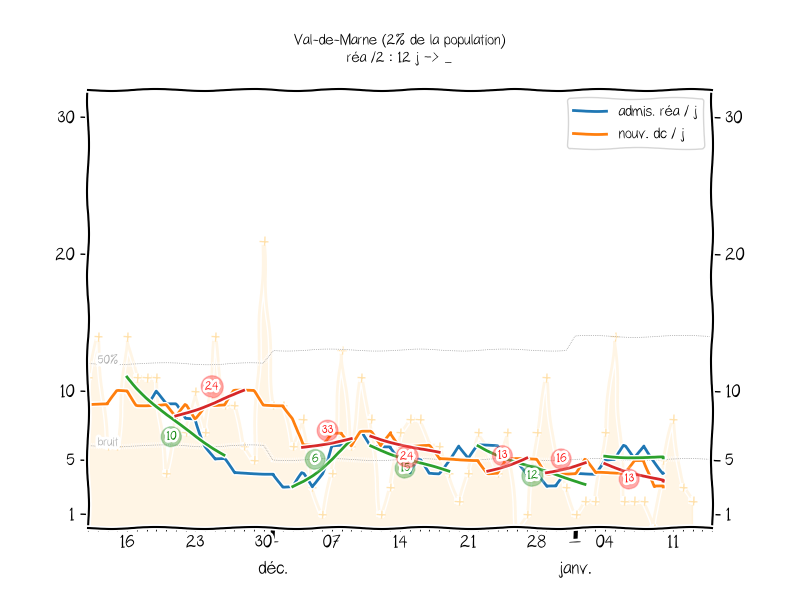 Val-de-Marne (2% de la population)
réa /2 : 12 j -> _
admis. réa / j
nouv. dc / j
30 30
20 20
10 10
5 5
1 1
50%
bruit
24
10
33
6
24
15
13
12
16
13
16 23 30 07 14 21 28 04 11
déc. janv.